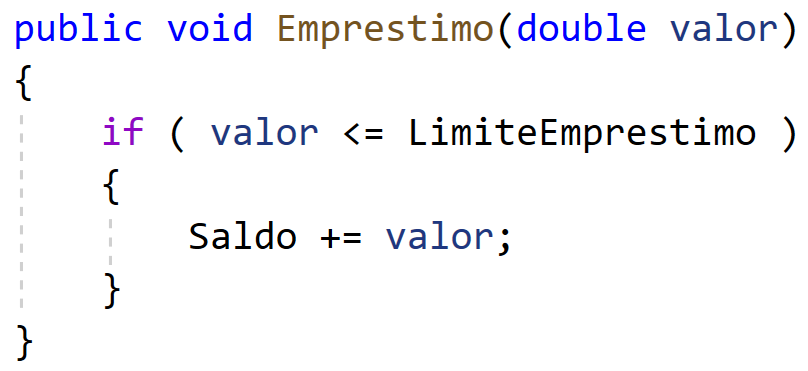 public void Emprestimo(double valor)
{
    if ( valor <= LimiteEmprestimo )
    {
        Saldo += valor;
    }
}